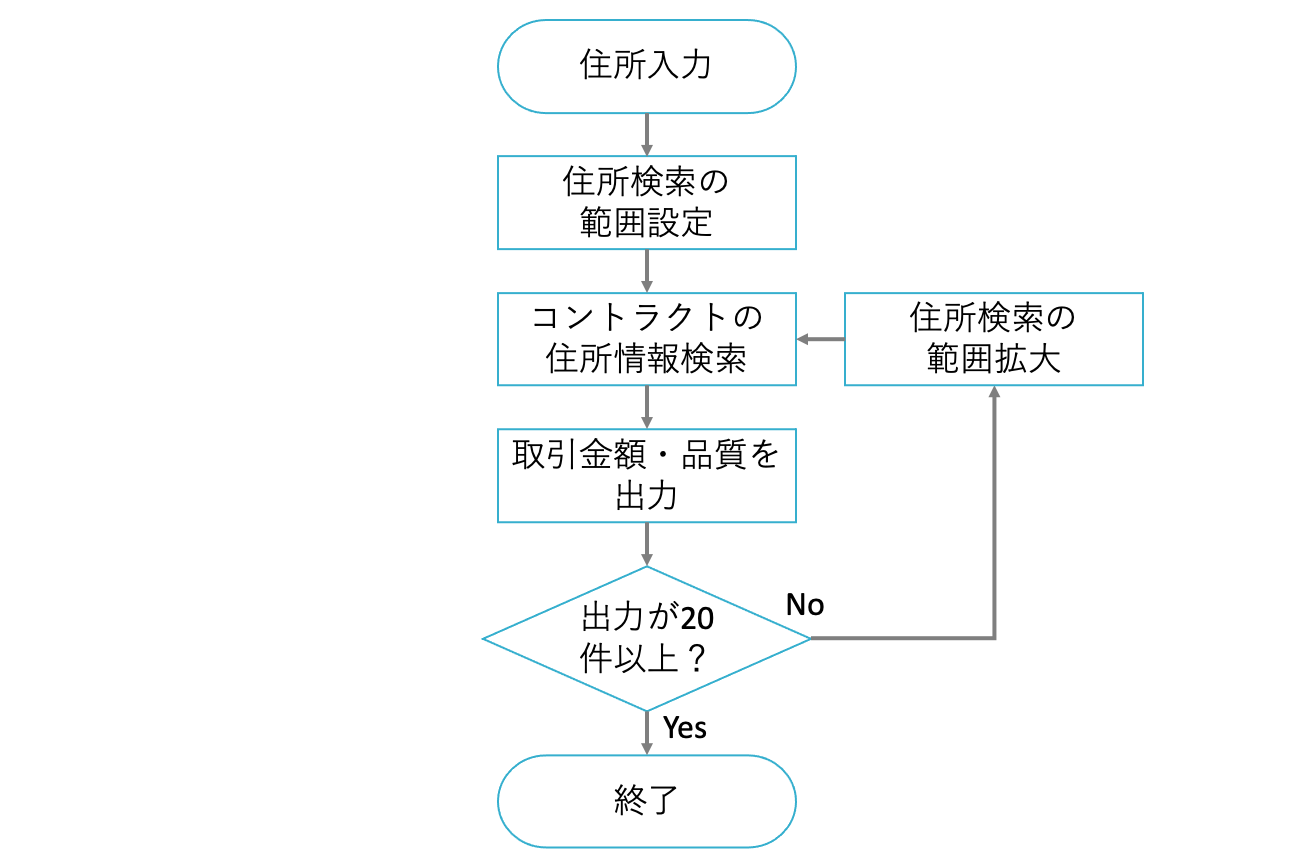 住所入力
住所検索の
範囲設定
コントラクトの
住所情報検索
住所検索の
範囲拡大
取引金額・品質を
出力
出力が20
件以上？
No
Yes
終了